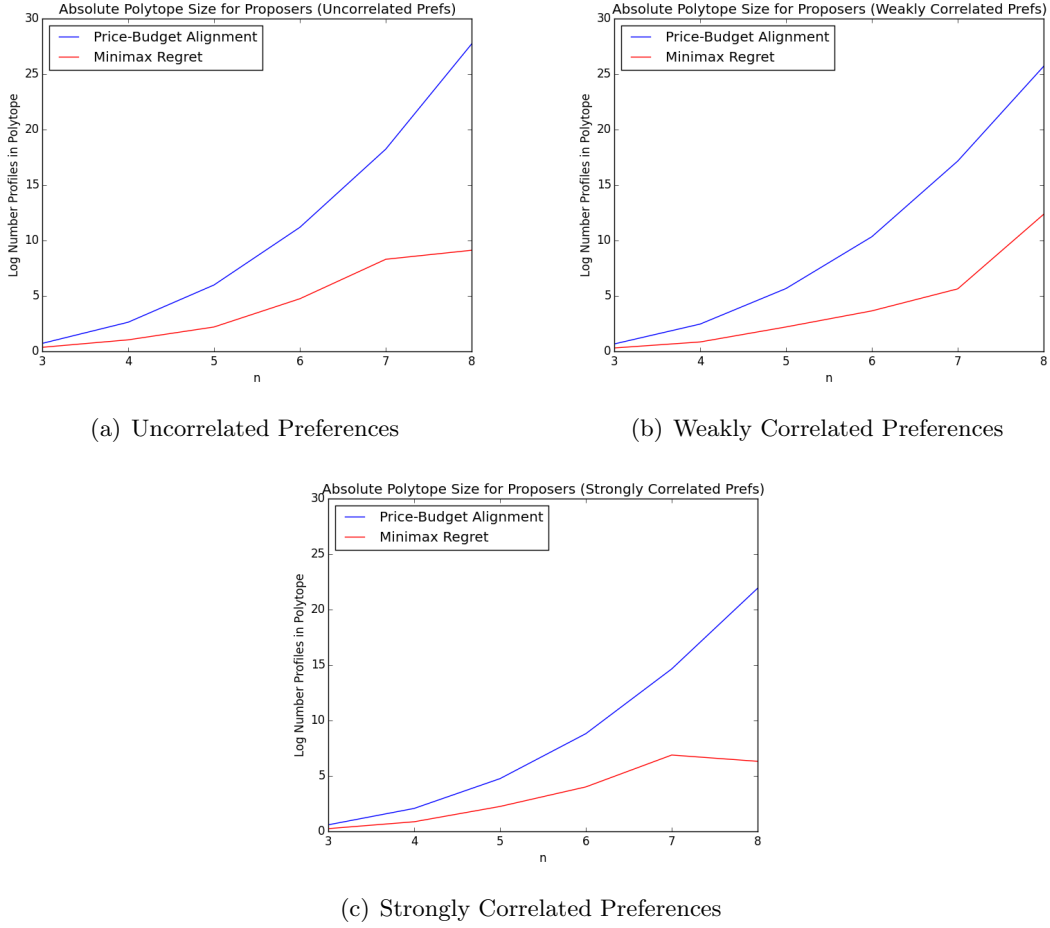 Absolute Polytope Size for Proposers (Uncorrelated Prefs)
30
25
20
15
10
5
0
Log Number Profiles in Polytope
Price-Budget Alignment
Minimax Regret
3 4 5 6 7 8
n
(a) Uncorrelated Preferences
Absolute Polytope Size for Proposers (Weakly Correlated Prefs)
30
25
20
15
10
5
0
Log Number Profiles in Polytope
Price-Budget Alignment
Minimax Regret
3 4 5 6 7 8
n
(b) Weakly Correlated Preferences
Absolute Polytope Size for Proposers (Strongly Correlated Prefs)
30
25
20
15
10
5
0
Log Number Profiles in Polytope
Price-Budget Alignment
Minimax Regret
3 4 5 6 7 8
n
(c) Strongly Correlated Preferences